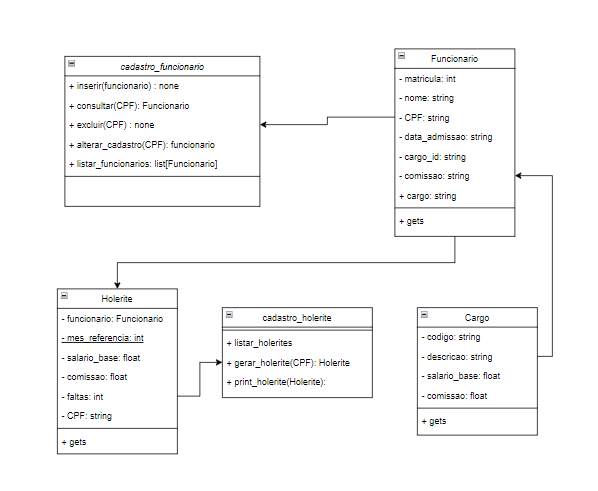 cadastro_funcionario
+ inserir(funcionario) : none
+ consultar(CPF): Funcionario
+ excluir(CPF) : none
+ alterar_cadastro(CPF): funcionario
+ listar_funcionarios: list[Funcionario]
Funcionario
- matricula: int
- nome: string
- CPF: string
- data_admissao: string
- cargo_id: string
- comissao: string
+ cargo: string
+ gets
Holerite
- funcionario: Funcionario
- mes_referencia: int
- salario_base: float
- comissao: float
- faltas: int
- CPF: string
+ gets
cadastro_holerite
+ listar_holerites
+ gerar_holerite(CPF): Holerite
+ print_holerite(Holerite):
Cargo
- codigo: string
- descricao: string
- salario_base: float
- comissao: float
+ gets